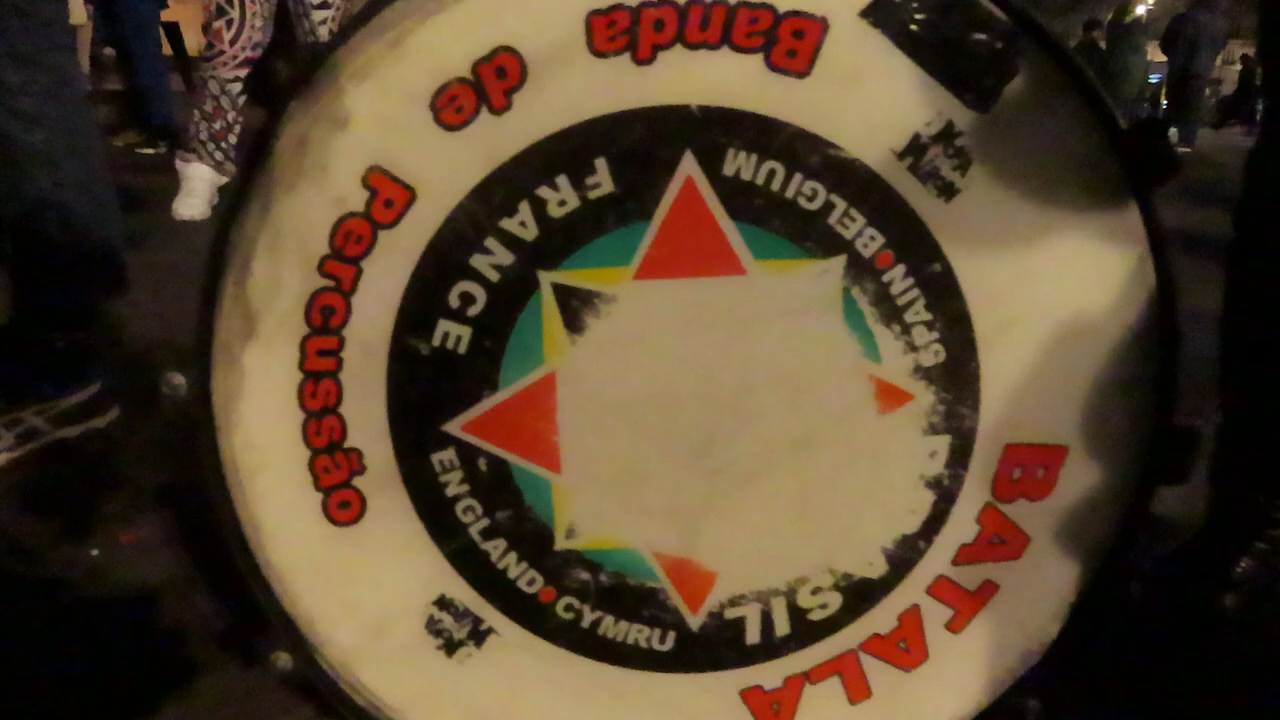 Banda de Percussão
BATALA
FRANCE
BELGIUM • SPAIN
SIL
ENGLAND • CYMRU